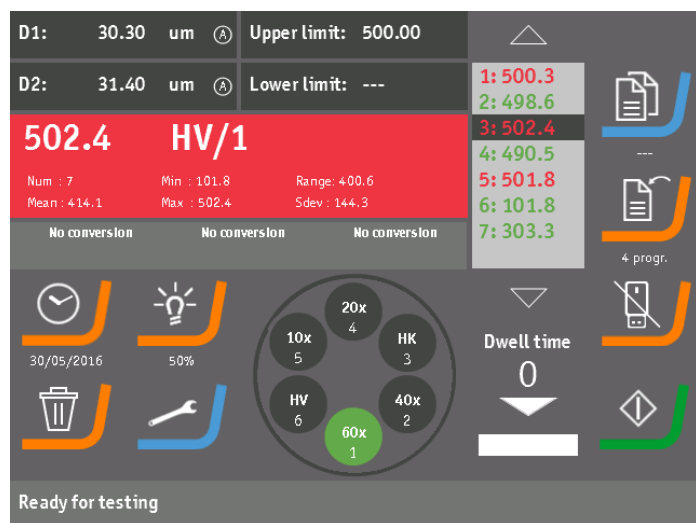 D1: 30.30 um A Upper limit: 500.00
D2: 31.40 um A Lower limit: ---
502.4 HV/1
Num : 7 Min : 101.8 Range: 400.6
Mean : 414.1 Max : 502.4 Sdev : 144.3
No conversion No conversion No conversion
1: 500.3
2: 498.6
3: 502.4
4: 490.5
5: 501.8
6: 101.8
7: 303.3
---
4 progr.
30/05/2016
50%
20x
4
10x
5
HK
3
HV
6
40x
2
60x
1
Dwell time
0
Ready for testing